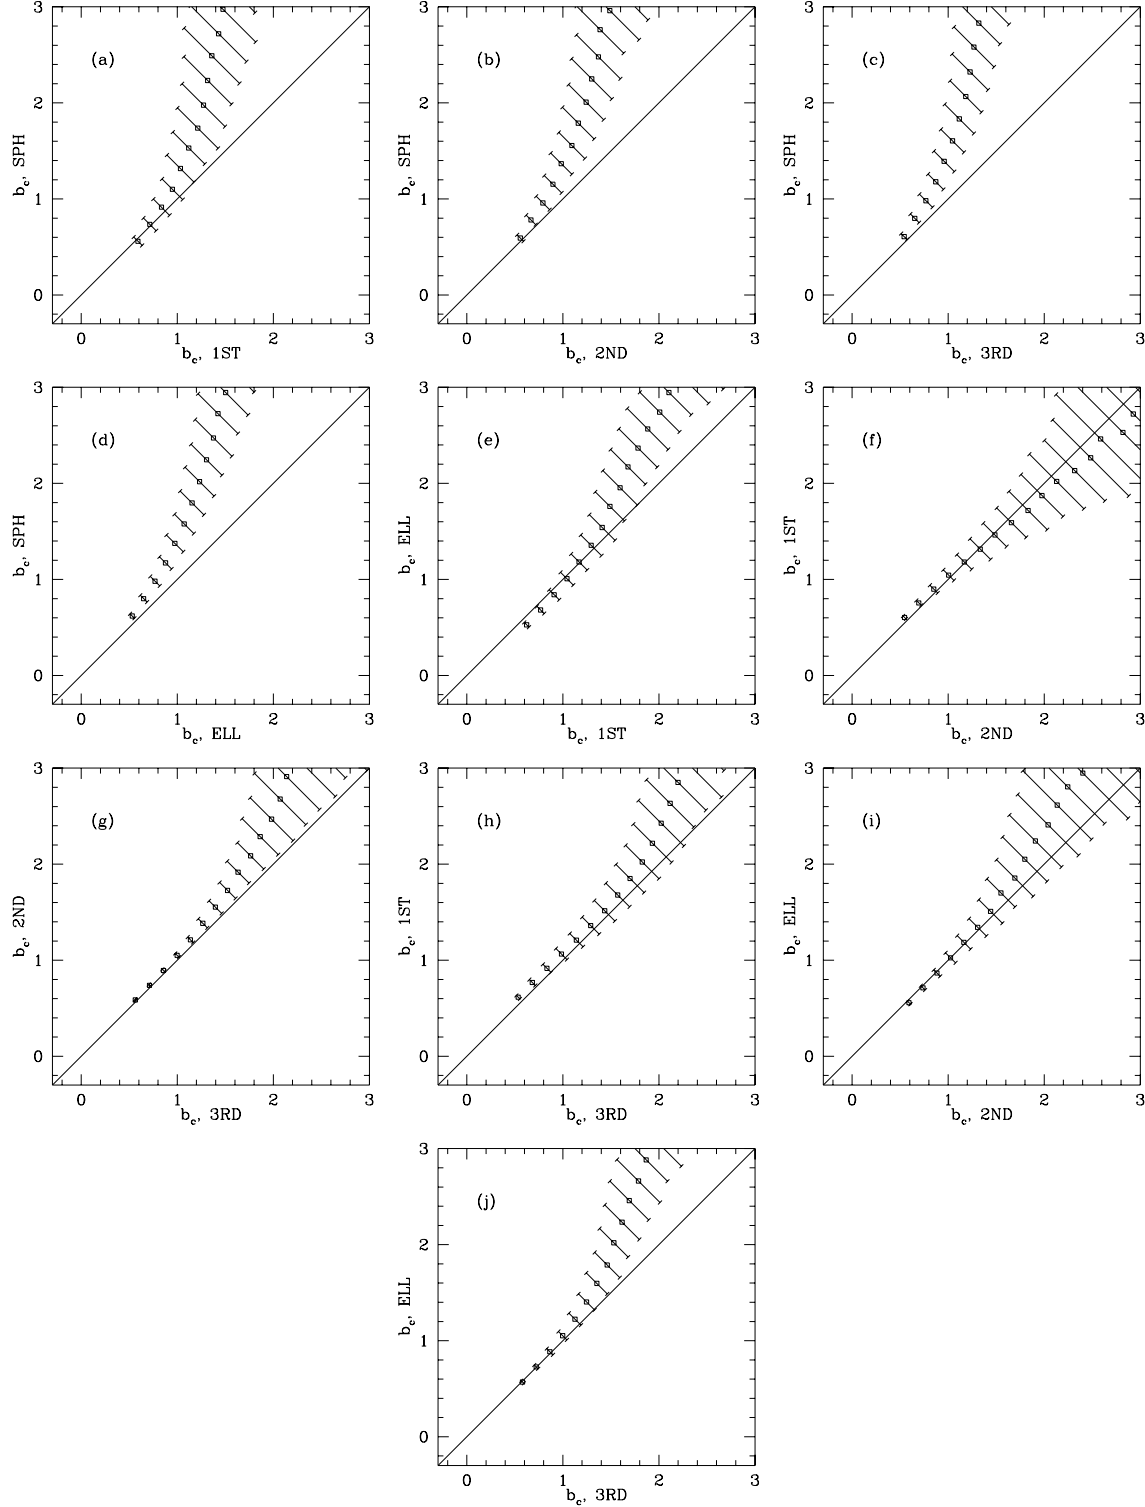 3 3 3
(a) (b) (c)
2 2 2
b_c, SPH b_c, SPH b_c, SPH
1 1 1
0 0 0
0 1 2 3 0 1 2 3 0 1 2 3
b_c, 1ST b_c, 2ND b_c, 3RD
3 3 3
(d) (e) (f)
2 2 2
b_c, SPH b_c, ELL b_c, 1ST
1 1 1
0 0 0
0 1 2 3 0 1 2 3 0 1 2 3
b_c, ELL b_c, 1ST b_c, 2ND
3 3 3
(g) (h) (i)
2 2 2
b_c, 2ND b_c, 1ST b_c, ELL
1 1 1
0 0 0
0 1 2 3 0 1 2 3 0 1 2 3
b_c, 3RD b_c, 3RD b_c, 2ND
3
(j)
2
b_c, ELL
1
0
0 1 2 3
b_c, 3RD